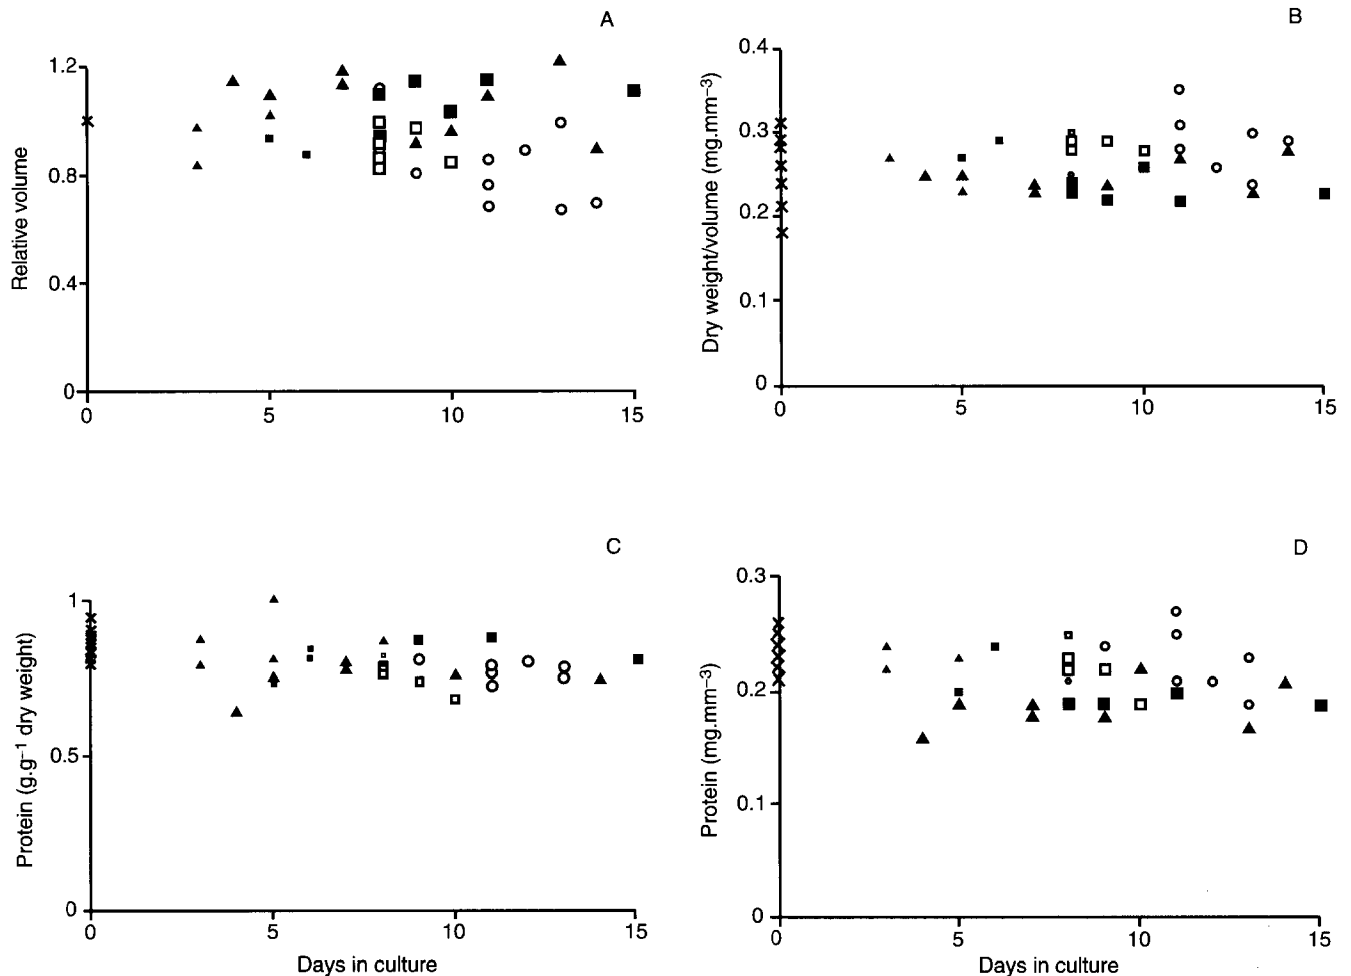 A
Relative volume
1.2
0.8
0.4
0
0 5 10 15
B
Dry weight/volume (mg.mm⁻³)
0.4
0.3
0.2
0.1
0
0 5 10 15
C
Protein (g.g⁻¹ dry weight)
1
0.5
0
0 5 10 15
Days in culture
D
Protein (mg.mm⁻³)
0.3
0.2
0.1
0
0 5 10 15
Days in culture